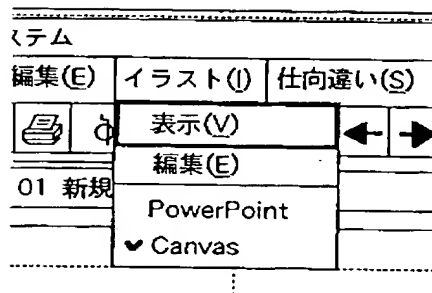 ステム
編集(E) イラスト(I) 仕向違い(S)
表示(V)
編集(E)
01 新規
PowerPoint
✔ Canvas